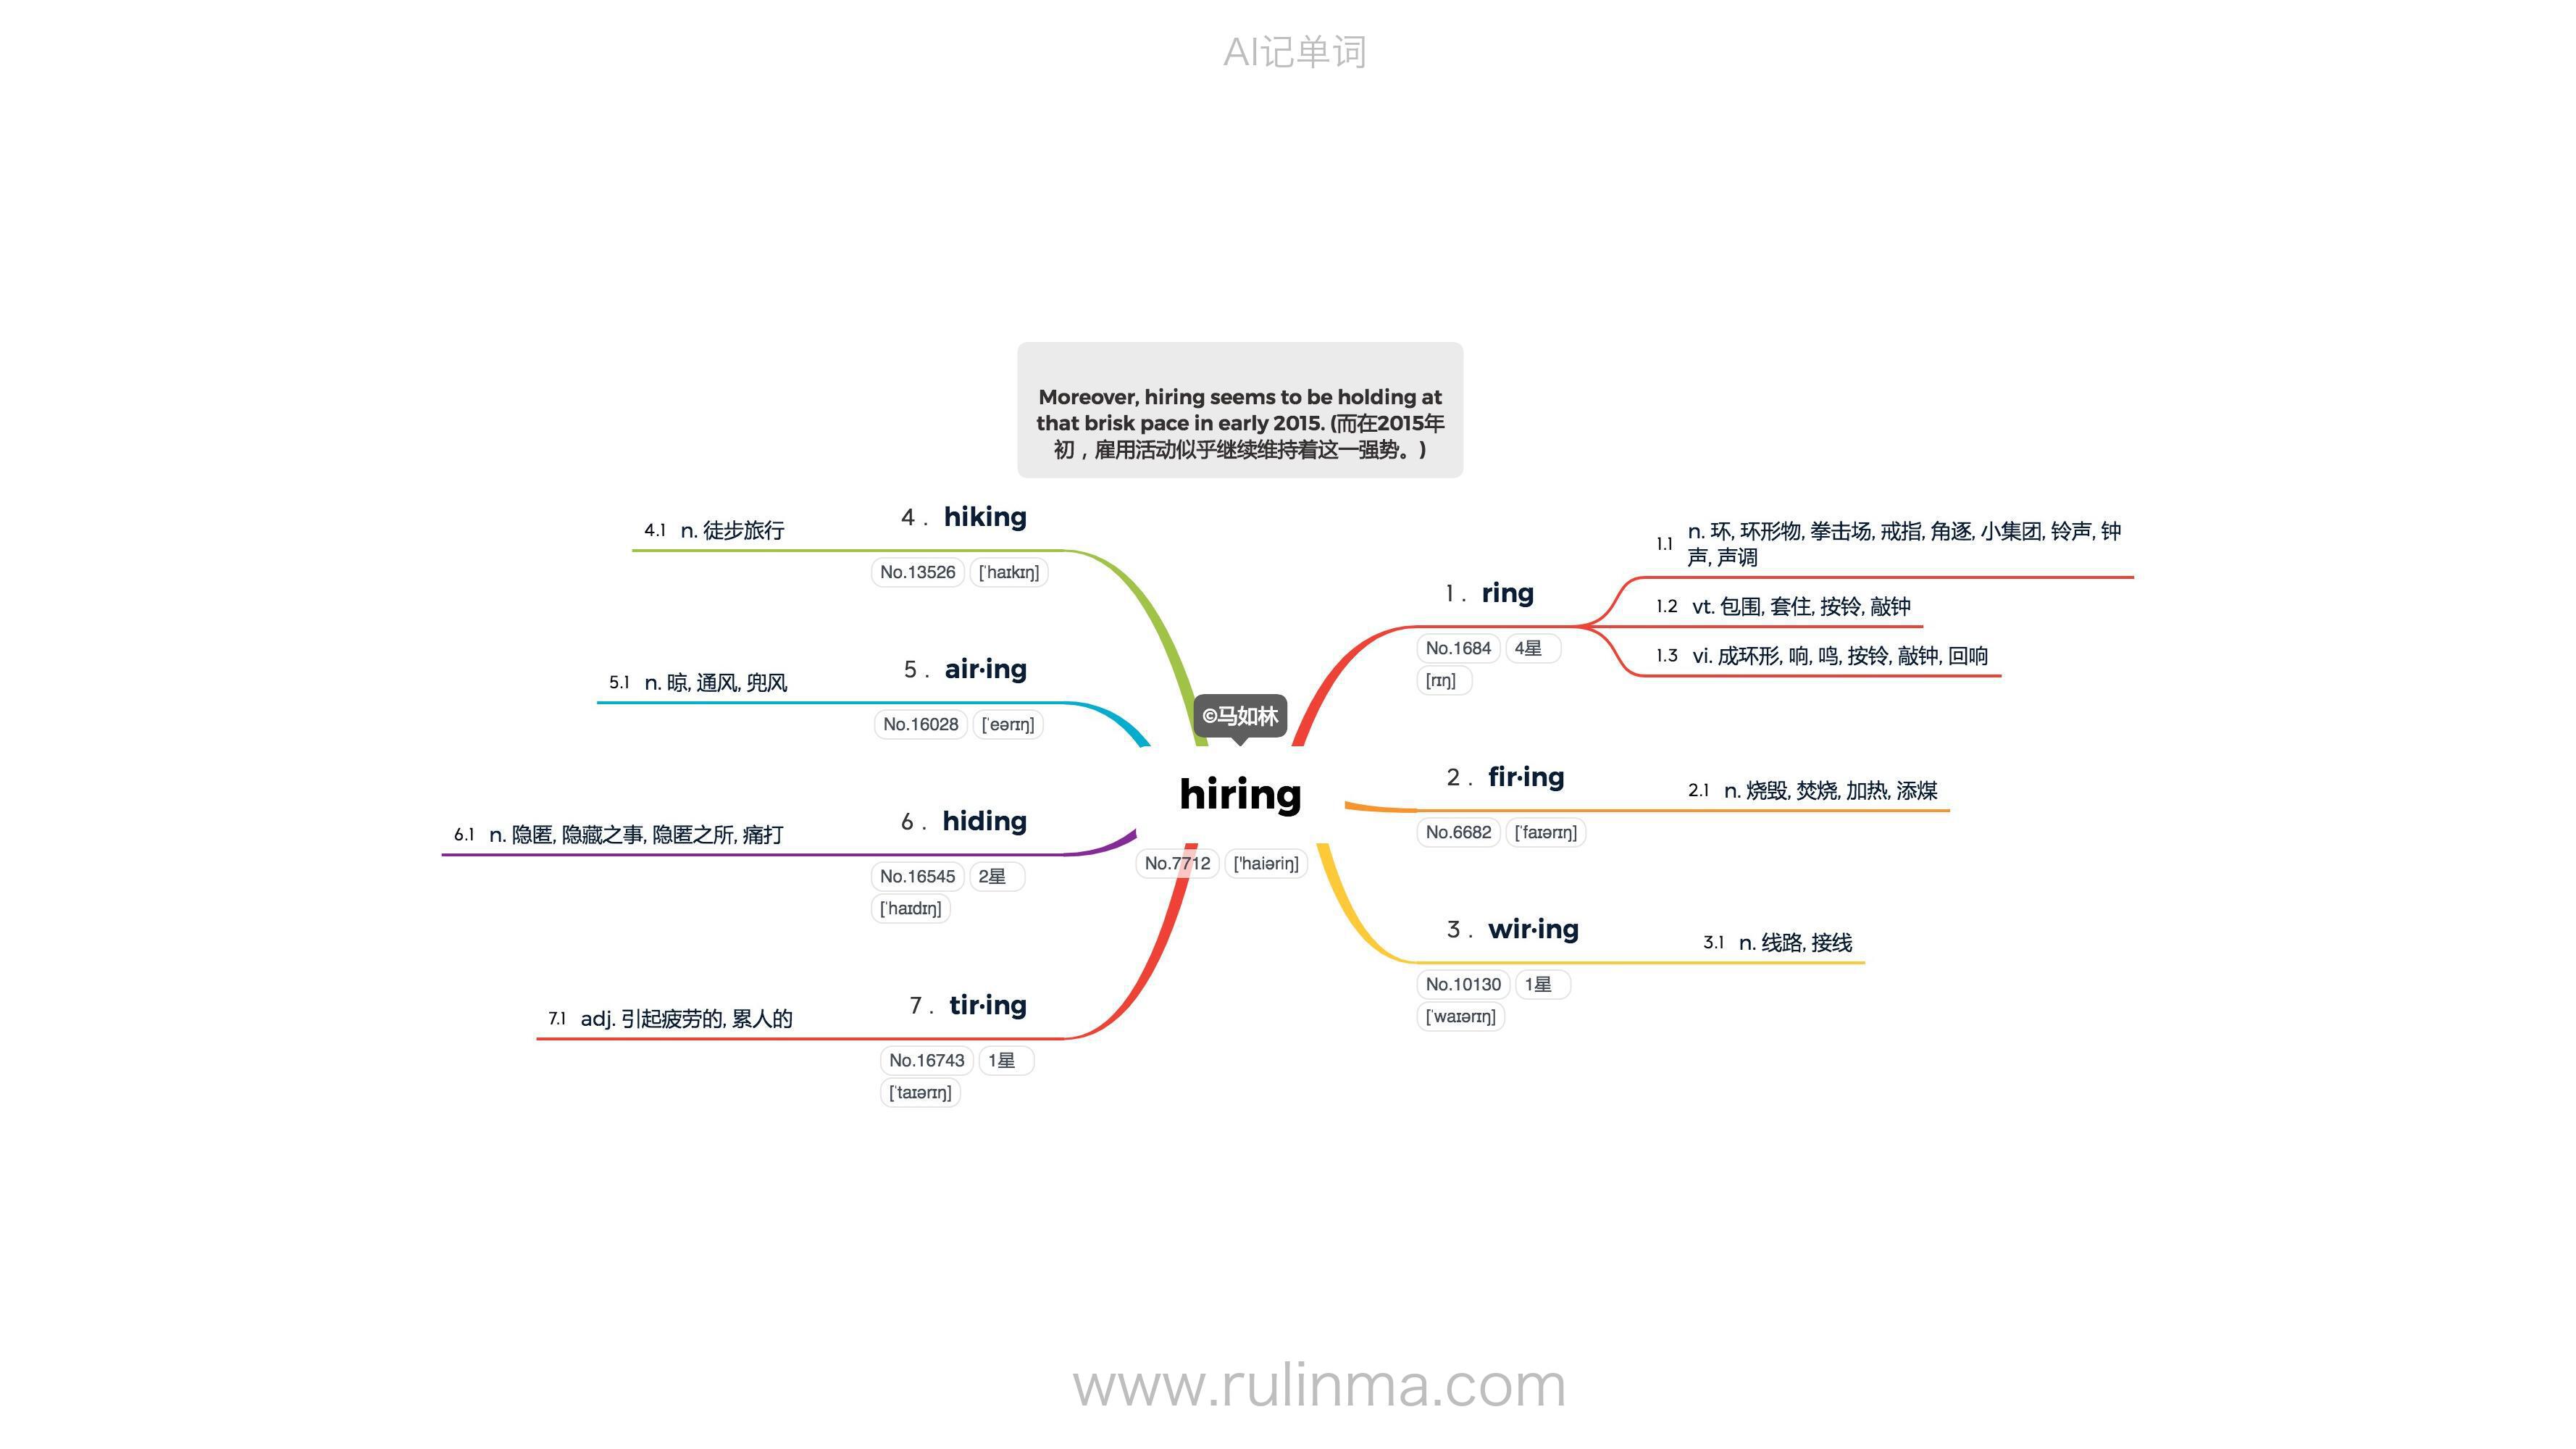 AI记单词
Moreover, hiring seems to be holding at
that brisk pace in early 2015. (而在2015年
初，雇用活动似乎继续维持着这一强势。)
©马如林
hiring
No.7712 ['haiəriŋ]
1 . ring
No.1684 4星
[rɪŋ]
1.1 n. 环, 环形物, 拳击场, 戒指, 角逐, 小集团, 铃声, 钟
声, 声调
1.2 vt. 包围, 套住, 按铃, 敲钟
1.3 vi. 成环形, 响, 鸣, 按铃, 敲钟, 回响
2 . fir·ing
No.6682 [ˈfaɪərɪŋ]
2.1 n. 烧毁, 焚烧, 加热, 添煤
3 . wir·ing
No.10130 1星
[ˈwaɪərɪŋ]
3.1 n. 线路, 接线
4 . hiking
No.13526 [ˈhaɪkɪŋ]
4.1 n. 徒步旅行
5 . air·ing
No.16028 [ˈeərɪŋ]
5.1 n. 晾, 通风, 兜风
6 . hiding
No.16545 2星
[ˈhaɪdɪŋ]
6.1 n. 隐匿, 隐藏之事, 隐匿之所, 痛打
7 . tir·ing
No.16743 1星
[ˈtaɪərɪŋ]
7.1 adj. 引起疲劳的, 累人的
www.rulinma.com